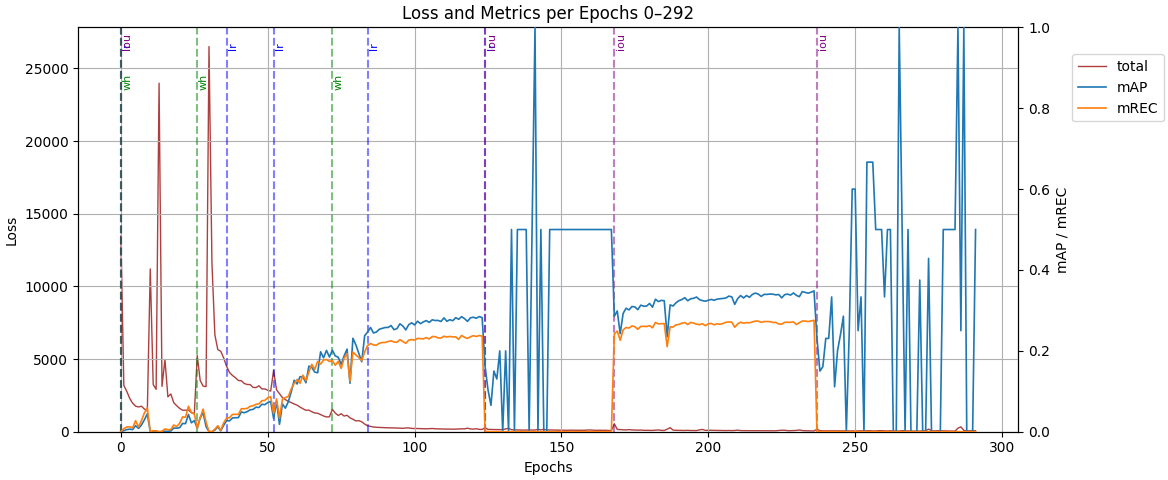 Loss and Metrics per Epochs 0–292
25000
20000
15000
10000
5000
0
Loss
0
50
100
150
200
250
300
Epochs
1.0
0.8
0.6
0.4
0.2
0.0
mAP / mREC
wh
wh
lr
lr
wh
lr
iou
iou
total
mAP
mREC